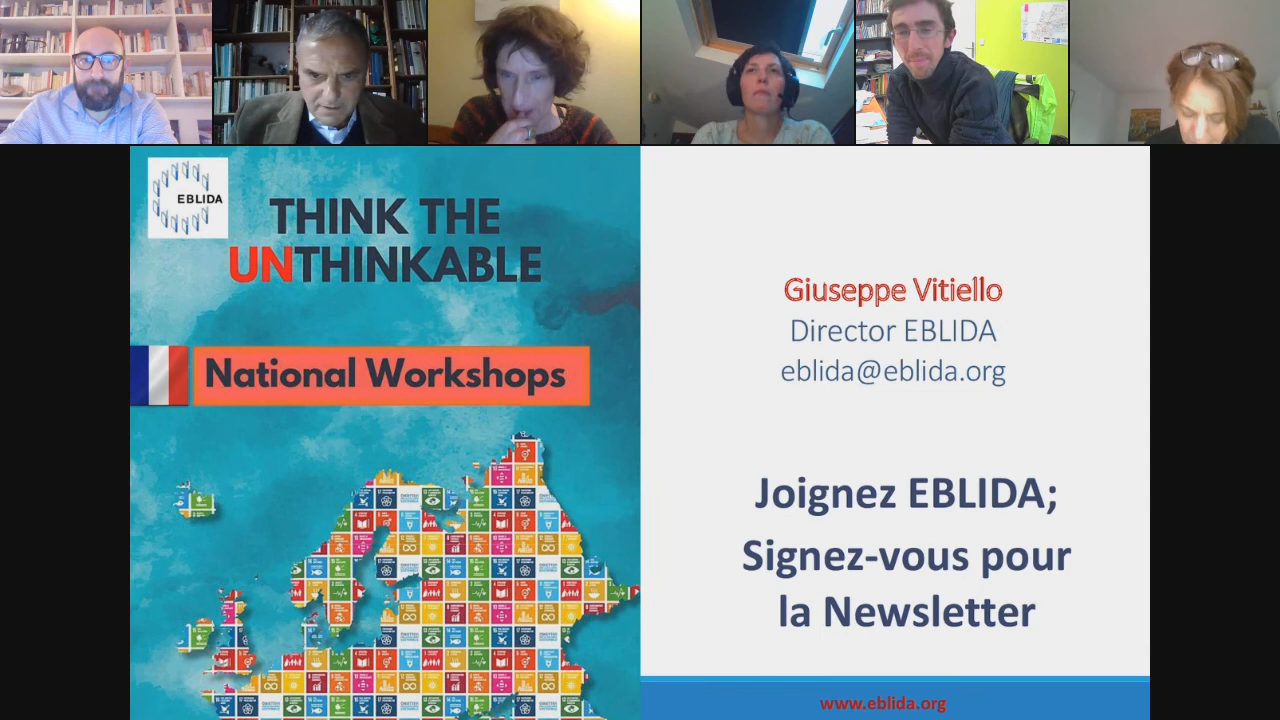 EBLIDA
THINK THE
UNTHINKABLE
National Workshops
Giuseppe Vitiello
Director EBLIDA
eblida@eblida.org
Joignez EBLIDA;
Signez-vous pour
la Newsletter
www.eblida.org